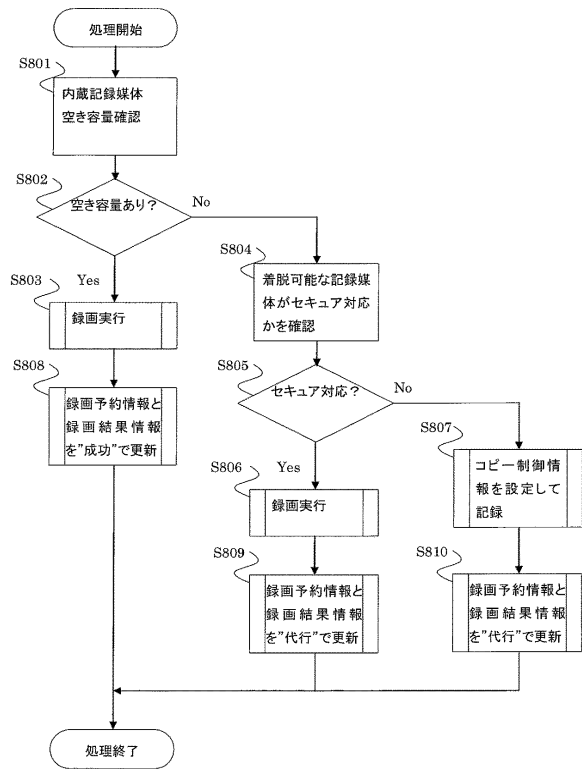 処理開始
S801
内蔵記録媒体
空き容量確認
S802
空き容量あり？
No
S804
着脱可能な記録媒
体がセキュア対応
かを確認
S803
Yes
録画実行
S808
録画予約情報と
録画結果情報
を”成功”で更新
S805
セキュア対応？
No
S807
コピー制御情
報を設定して
記録
S806
Yes
録画実行
S809
録画予約情報と
録画結果情報
を”代行”で更新
S810
録画予約情報と
録画結果情報
を”代行”で更新
処理終了